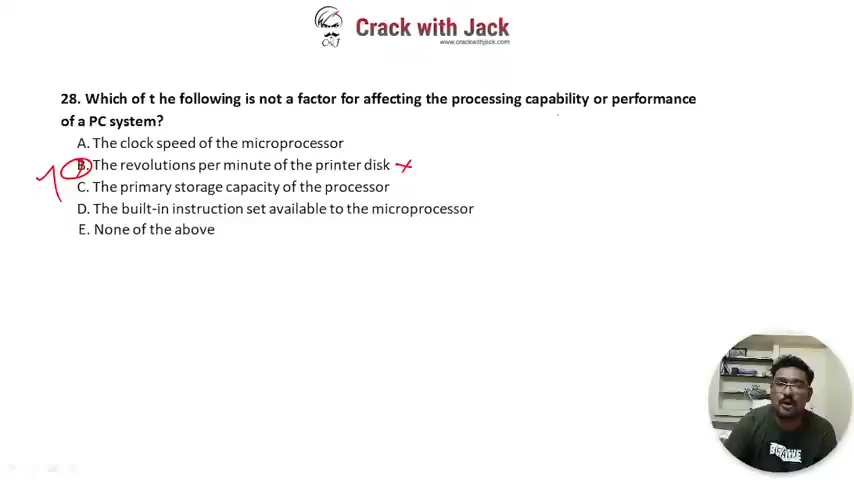 Crack with Jack
www.crackwithjack.com
28. Which of t he following is not a factor for affecting the processing capability or performance
of a PC system?
A. The clock speed of the microprocessor
B. The revolutions per minute of the printer disk
C. The primary storage capacity of the processor
D. The built-in instruction set available to the microprocessor
E. None of the above